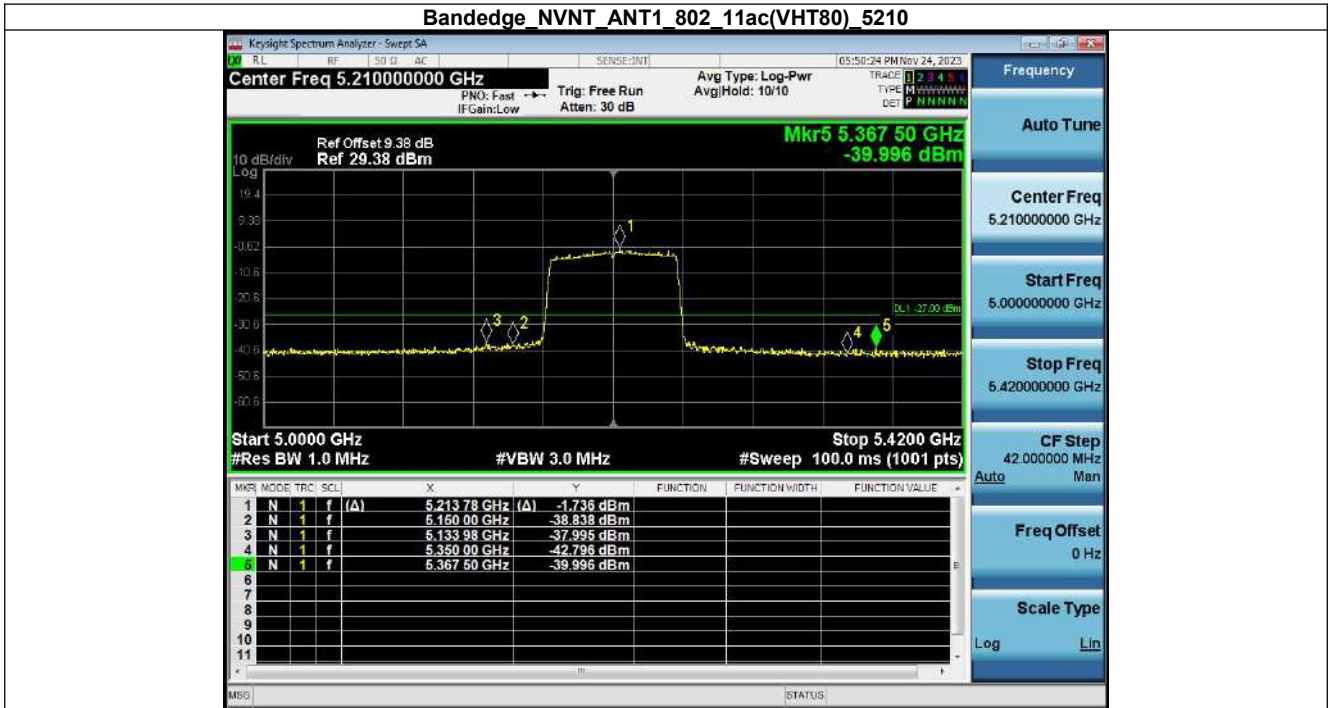 Bandedge_NVNT_ANT1_802_11ac(VHT80)_5210
Keysight Spectrum Analyzer - Swept SA
RL RF 50 Ω AC SENSE:INT 05:50:24 PM Nov 24, 2023
Center Freq 5.210000000 GHz
PNO: Fast
IFGain:Low
Trig: Free Run
Atten: 30 dB
Avg Type: Log-Pwr
Avg|Hold: 10/10
TRACE 1 2 3 4 5 6
TYPE M WWWWW
DET P N N N N N
Frequency
Auto Tune
Center Freq
5.210000000 GHz
Start Freq
5.000000000 GHz
Stop Freq
5.420000000 GHz
CF Step
42.000000 MHz
Auto Man
Freq Offset
0 Hz
Scale Type
Log Lin
Mkr5 5.367 50 GHz
-39.996 dBm
Ref Offset 9.38 dB
10 dB/div Ref 29.38 dBm
Log
19.4
9.38
-0.62
-10.6
-20.6
-30.6
-40.6
-50.6
-60.6
1
DL1 -27.00 dBm
3 2
4 5
Start 5.0000 GHz Stop 5.4200 GHz
#Res BW 1.0 MHz #VBW 3.0 MHz #Sweep 100.0 ms (1001 pts)
MKR MODE TRC SCL X Y FUNCTION FUNCTION WIDTH FUNCTION VALUE
1 N 1 f (Δ) 5.213 78 GHz (Δ) -1.736 dBm
2 N 1 f 5.150 00 GHz -38.838 dBm
3 N 1 f 5.133 98 GHz -37.995 dBm
4 N 1 f 5.350 00 GHz -42.796 dBm
5 N 1 f 5.367 50 GHz -39.996 dBm
6
7
8
9
10
11
MSG STATUS